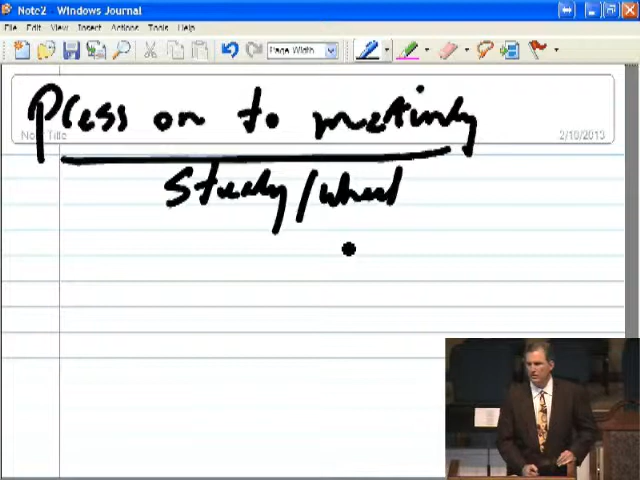 Note2 - Windows Journal
File Edit View Insert Actions Tools Help
Page Width
Press on to maturity
Note Title
2/10/2013
Steady/